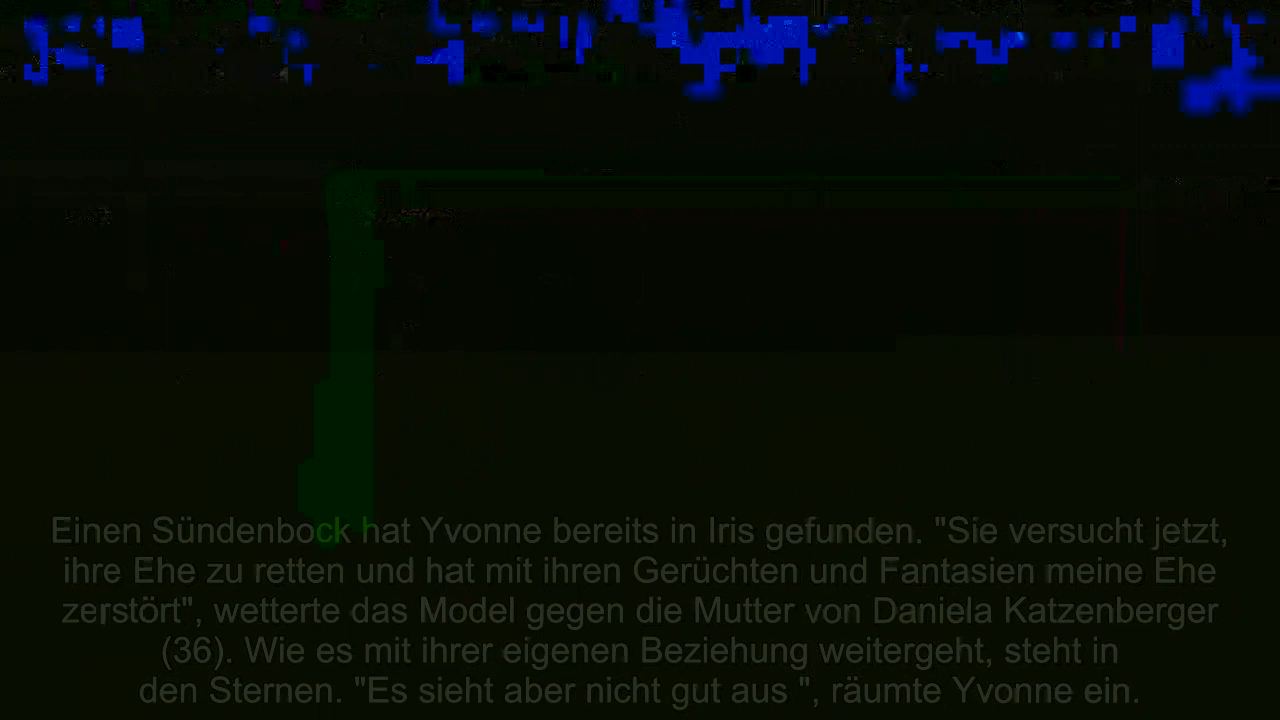 Einen Sündenbock hat Yvonne bereits in Iris gefunden. "Sie versucht jetzt,
ihre Ehe zu retten und hat mit ihren Gerüchten und Fantasien meine Ehe
zerstört", wetterte das Model gegen die Mutter von Daniela Katzenberger
(36). Wie es mit ihrer eigenen Beziehung weitergeht, steht in
den Sternen. "Es sieht aber nicht gut aus ", räumte Yvonne ein.